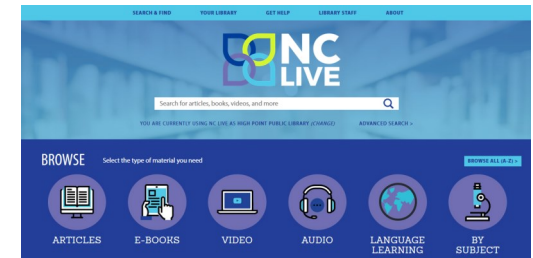 SEARCH & FIND YOUR LIBRARY GET HELP LIBRARY STAFF ABOUT
NC
LIVE
Search for articles, books, videos, and more
YOU ARE CURRENTLY USING NC LIVE AS HIGH POINT PUBLIC LIBRARY (CHANGE) ADVANCED SEARCH >
BROWSE Select the type of material you need BROWSE ALL (A-Z) >
ARTICLES E-BOOKS VIDEO AUDIO LANGUAGE LEARNING BY SUBJECT